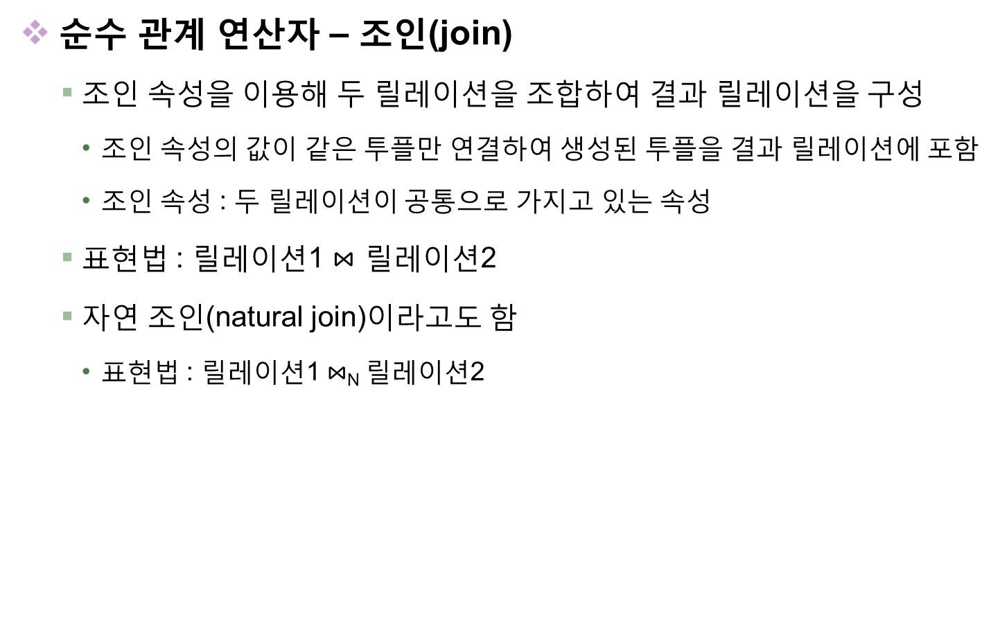 순수 관계 연산자 – 조인(join)
조인 속성을 이용해 두 릴레이션을 조합하여 결과 릴레이션을 구성
조인 속성의 값이 같은 투플만 연결하여 생성된 투플을 결과 릴레이션에 포함
조인 속성 : 두 릴레이션이 공통으로 가지고 있는 속성
표현법 : 릴레이션1 ⋈ 릴레이션2
자연 조인(natural join)이라고도 함
표현법 : 릴레이션1 ⋈N 릴레이션2